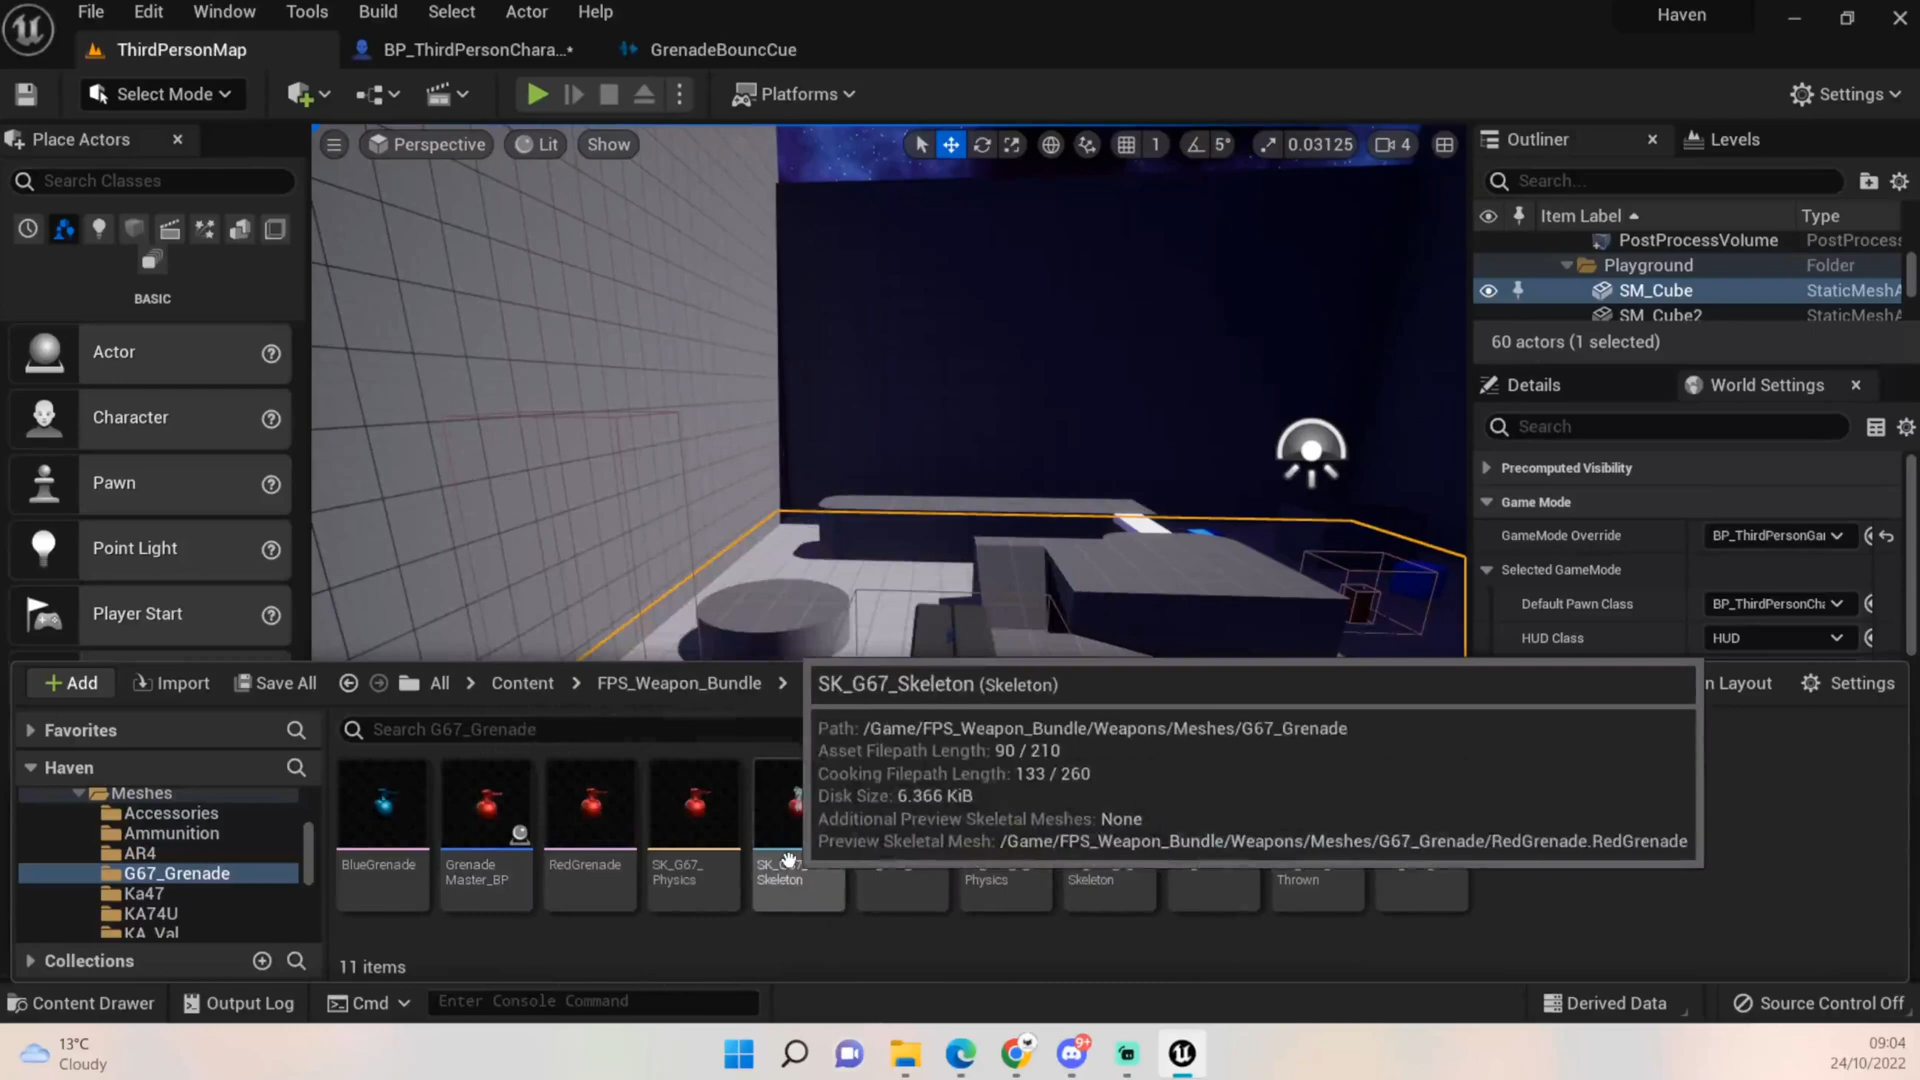 File Edit Window Tools Build Select Actor Help
Haven
ThirdPersonMap
BP_ThirdPersonChara...*
GrenadeBouncCue
Select Mode
Platforms
Settings
Place Actors
Search Classes
BASIC
Actor
Character
Pawn
Point Light
Player Start
Perspective
Lit
Show
1
5°
0.03125
4
Outliner
Levels
Search...
Item Label
Type
PostProcessVolume PostProcess
Playground Folder
SM_Cube StaticMeshA
SM_Cube2 StaticMeshA
60 actors (1 selected)
Details
World Settings
Search
Precomputed Visibility
Game Mode
GameMode Override BP_ThirdPersonGa
Selected GameMode
Default Pawn Class BP_ThirdPersonCha
HUD Class HUD
Add
Import
Save All
All
Content
FPS_Weapon_Bundle
n Layout
Settings
SK_G67_Skeleton (Skeleton)
Path: /Game/FPS_Weapon_Bundle/Weapons/Meshes/G67_Grenade
Asset Filepath Length: 90 / 210
Cooking Filepath Length: 133 / 260
Disk Size: 6.366 KiB
Additional Preview Skeletal Meshes: None
Preview Skeletal Mesh: /Game/FPS_Weapon_Bundle/Weapons/Meshes/G67_Grenade/RedGrenade.RedGrenade
Favorites
Haven
Meshes
Accessories
Ammunition
AR4
G67_Grenade
Ka47
KA74U
KA_Val
Collections
Search G67_Grenade
BlueGrenade
Grenade
Master_BP
RedGrenade
SK_G67_
Physics
Skeleton
Physics
Skeleton
Thrown
11 items
Content Drawer
Output Log
Cmd
Enter Console Command
Derived Data
Source Control Off
13°C
Cloudy
9+
09:04
24/10/2022